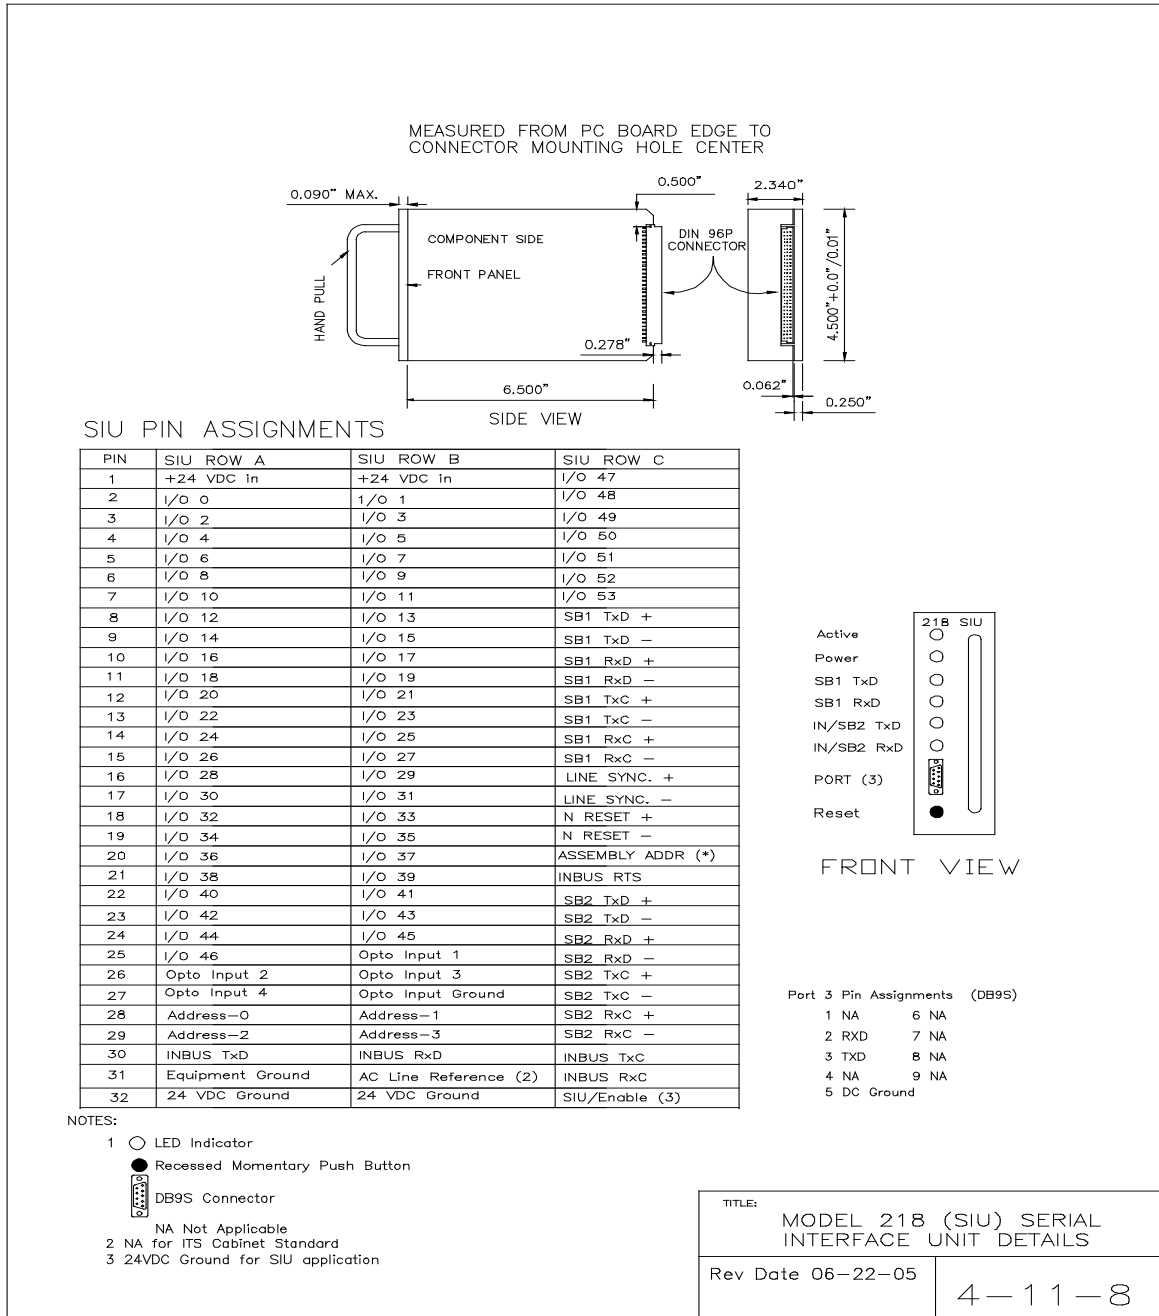 MEASURED FROM PC BOARD EDGE TO
CONNECTOR MOUNTING HOLE CENTER
0.090" MAX.
0.500"
2.340"
COMPONENT SIDE
FRONT PANEL
HAND PULL
DIN 96P
CONNECTOR
4.500"+0.0"/0.01"
0.278"
6.500"
0.062"
0.250"
SIDE VIEW
SIU PIN ASSIGNMENTS
PIN SIU ROW A SIU ROW B SIU ROW C
1 +24 VDC in +24 VDC in I/O 47
2 I/O 0 1/O 1 I/O 48
3 I/O 2 I/O 3 I/O 49
4 I/O 4 I/O 5 I/O 50
5 I/O 6 I/O 7 I/O 51
6 I/O 8 I/O 9 I/O 52
7 I/O 10 I/O 11 I/O 53
8 I/O 12 I/O 13 SB1 TxD +
9 I/O 14 I/O 15 SB1 TxD –
10 I/O 16 I/O 17 SB1 RxD +
11 I/O 18 I/O 19 SB1 RxD –
12 I/O 20 I/O 21 SB1 TxC +
13 I/O 22 I/O 23 SB1 TxC –
14 I/O 24 I/O 25 SB1 RxC +
15 I/O 26 I/O 27 SB1 RxC –
16 I/O 28 I/O 29 LINE SYNC. +
17 I/O 30 I/O 31 LINE SYNC. –
18 I/O 32 I/O 33 N RESET +
19 I/O 34 I/O 35 N RESET –
20 I/O 36 I/O 37 ASSEMBLY ADDR (*)
21 I/O 38 I/O 39 INBUS RTS
22 I/O 40 I/O 41 SB2 TxD +
23 I/O 42 I/O 43 SB2 TxD –
24 I/O 44 I/O 45 SB2 RxD +
25 I/O 46 Opto Input 1 SB2 RxD –
26 Opto Input 2 Opto Input 3 SB2 TxC +
27 Opto Input 4 Opto Input Ground SB2 TxC –
28 Address–0 Address–1 SB2 RxC +
29 Address–2 Address–3 SB2 RxC –
30 INBUS TxD INBUS RxD INBUS TxC
31 Equipment Ground AC Line Reference (2) INBUS RxC
32 24 VDC Ground 24 VDC Ground SIU/Enable (3)
218 SIU
Active
Power
SB1 TxD
SB1 RxD
IN/SB2 TxD
IN/SB2 RxD
PORT (3)
Reset
FRONT VIEW
Port 3 Pin Assignments (DB9S)
1 NA 6 NA
2 RXD 7 NA
3 TXD 8 NA
4 NA 9 NA
5 DC Ground
NOTES:
1 LED Indicator
Recessed Momentary Push Button
DB9S Connector
NA Not Applicable
2 NA for ITS Cabinet Standard
3 24VDC Ground for SIU application
TITLE:
MODEL 218 (SIU) SERIAL
INTERFACE UNIT DETAILS
Rev Date 06–22–05
4–11–8